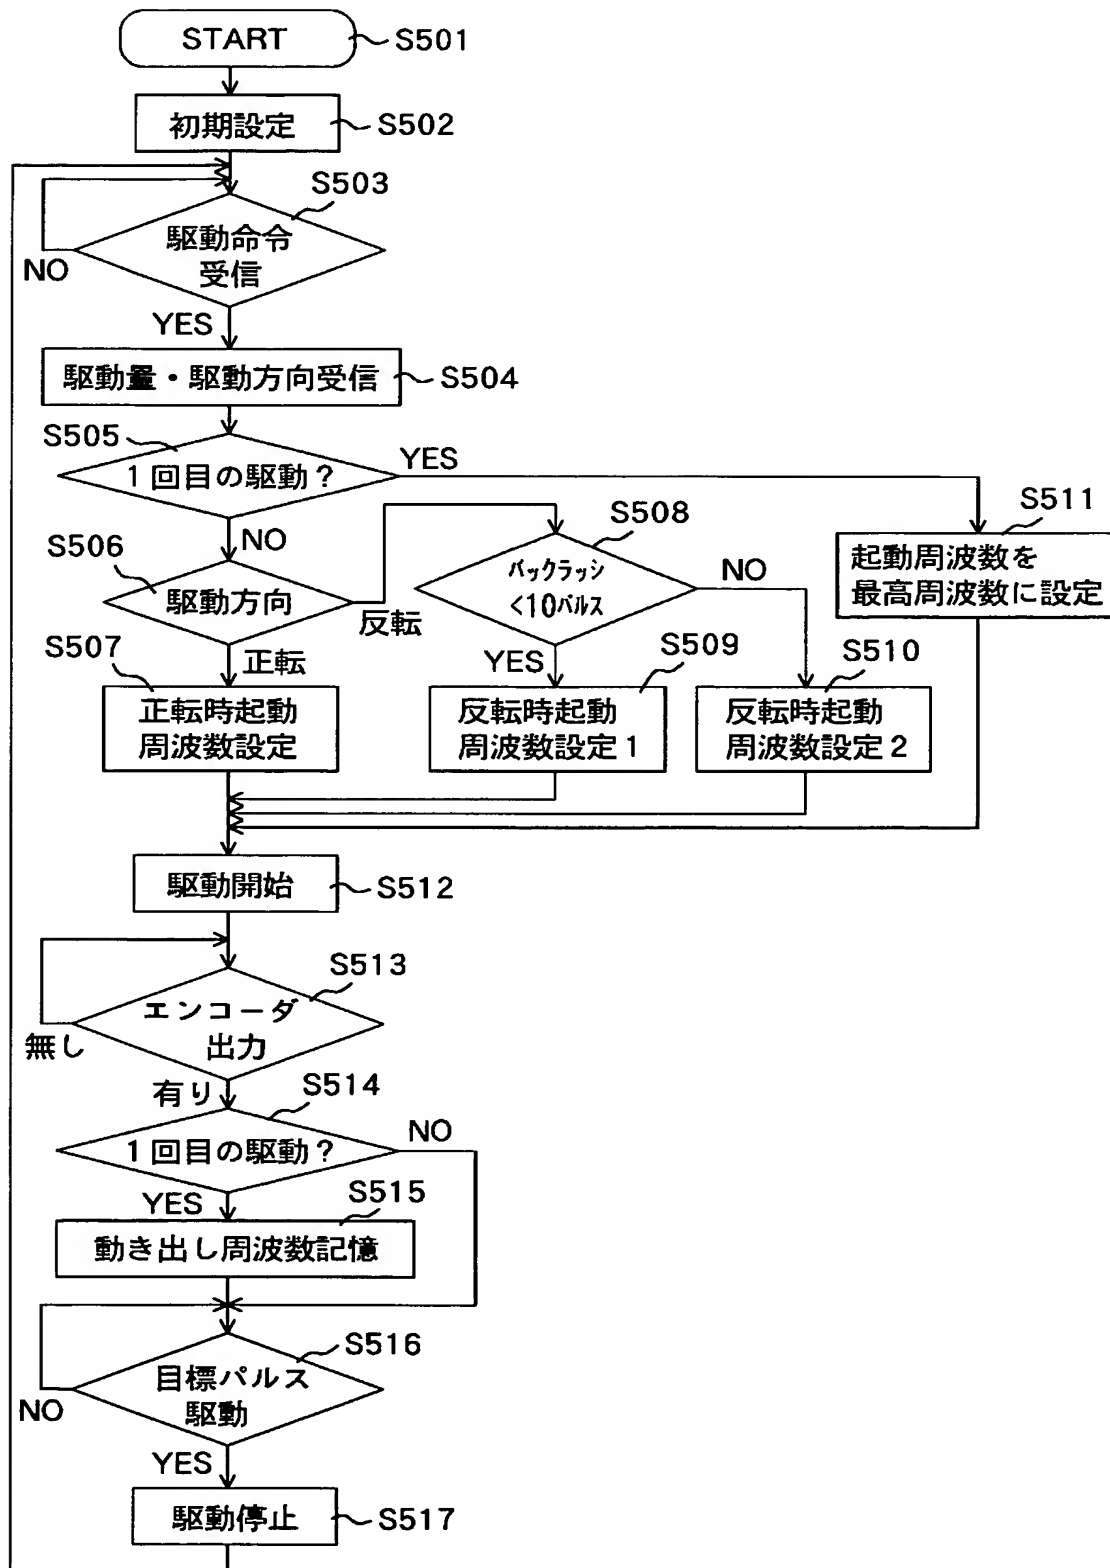 START
S501
初期設定
S502
S503
駆動命令
受信
NO
YES
駆動量・駆動方向受信
S504
S505
1回目の駆動?
YES
NO
S506
駆動方向
反転
正転
S508
バックラッシ
<10パルス
NO
YES
S511
起動周波数を
最高周波数に設定
S507
正転時起動
周波数設定
S509
反転時起動
周波数設定1
S510
反転時起動
周波数設定2
駆動開始
S512
S513
エンコーダ
出力
無し
有り
S514
1回目の駆動?
NO
YES
S515
動き出し周波数記憶
S516
目標パルス
駆動
NO
YES
駆動停止
S517